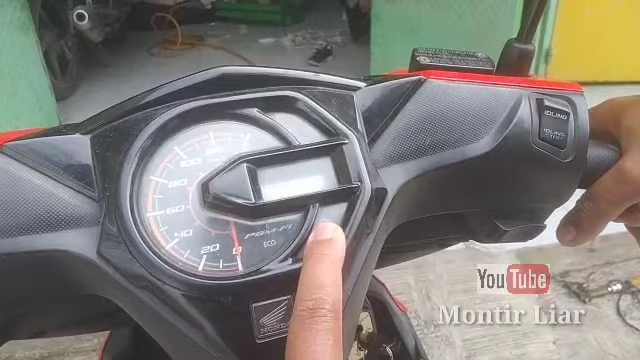 IDLING
IDLING
STOP
100
80
60
40
20
0
PGM-FI
ECO
HONDA
YouTube
Montir Liar